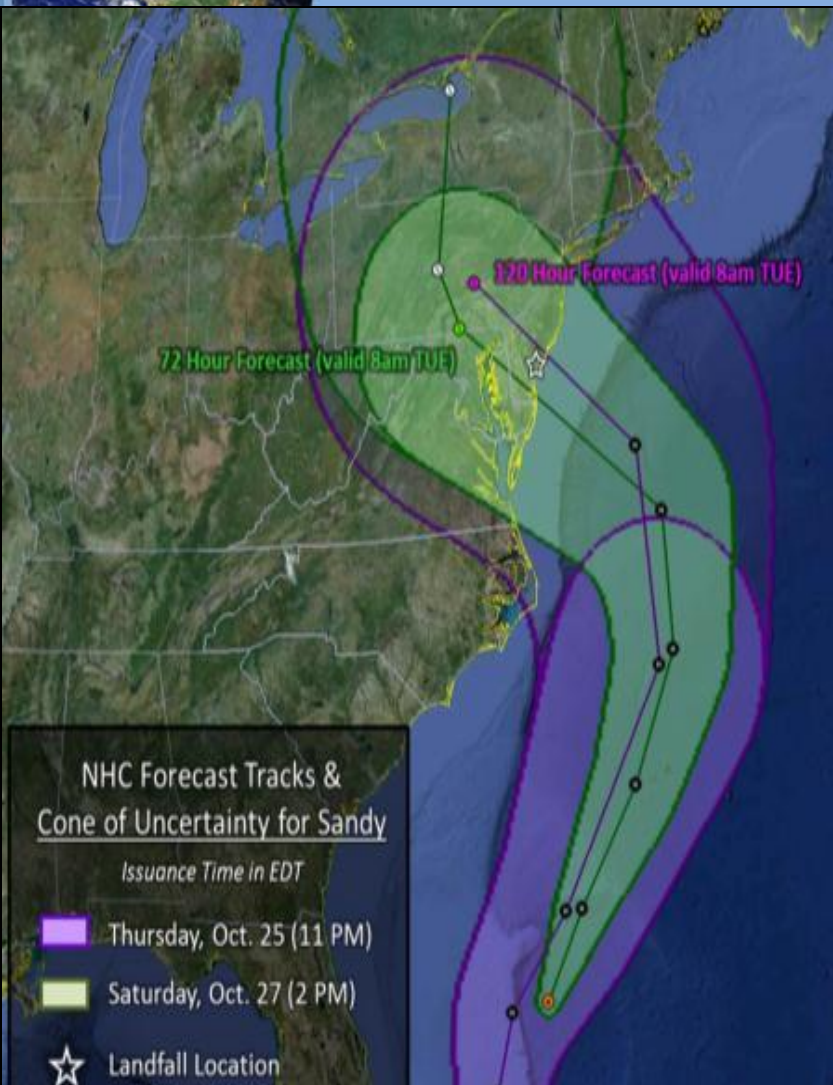 120 Hour Forecast (valid 8am TUE)
72 Hour Forecast (valid 8am TUE)
NHC Forecast Tracks &
Cone of Uncertainty for Sandy
Issuance Time in EDT
Thursday, Oct. 25 (11 PM)
Saturday, Oct. 27 (2 PM)
Landfall Location